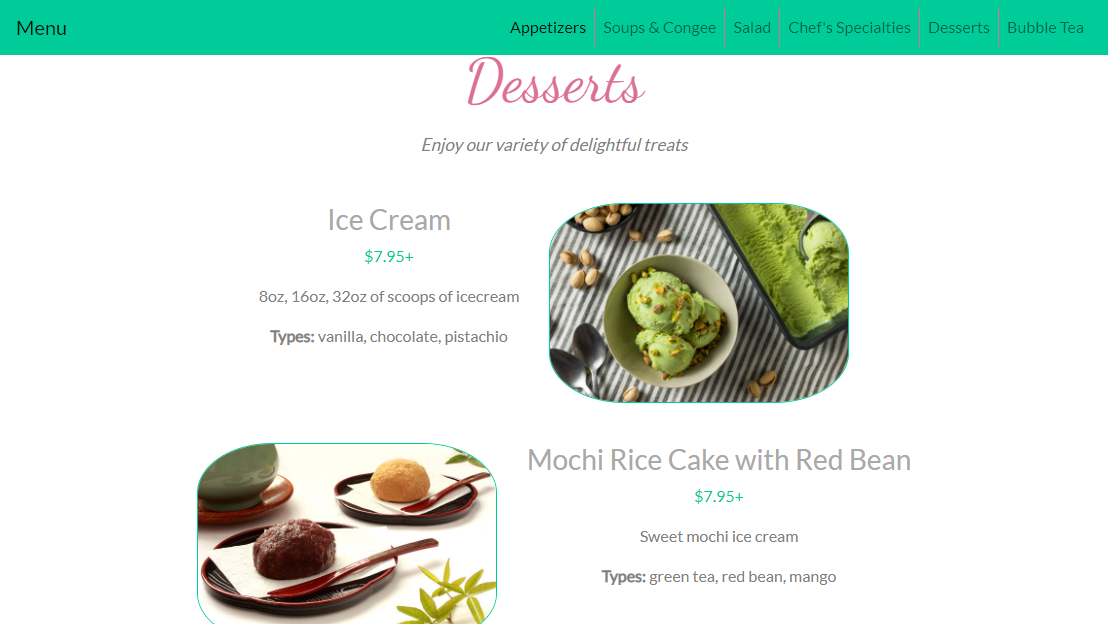 Menu
Appetizers
Soups & Congee
Salad
Chef's Specialties
Desserts
Bubble Tea
Desserts
Enjoy our variety of delightful treats
Ice Cream
$7.95+
8oz, 16oz, 32oz of scoops of icecream
Types: vanilla, chocolate, pistachio
Mochi Rice Cake with Red Bean
$7.95+
Sweet mochi ice cream
Types: green tea, red bean, mango